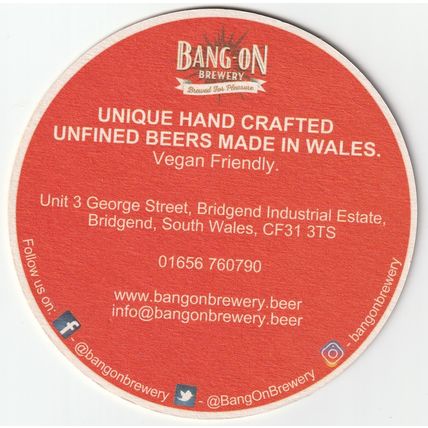 BANG-ON
BREWERY
Brewed For Pleasure
UNIQUE HAND CRAFTED
UNFINED BEERS MADE IN WALES.
Vegan Friendly.
Unit 3 George Street, Bridgend Industrial Estate,
Bridgend, South Wales, CF31 3TS
01656 760790
www.bangonbrewery.beer
info@bangonbrewery.beer
Follow us on:
f - @bangonbrewery
- @BangOnBrewery
- bangonbrewery